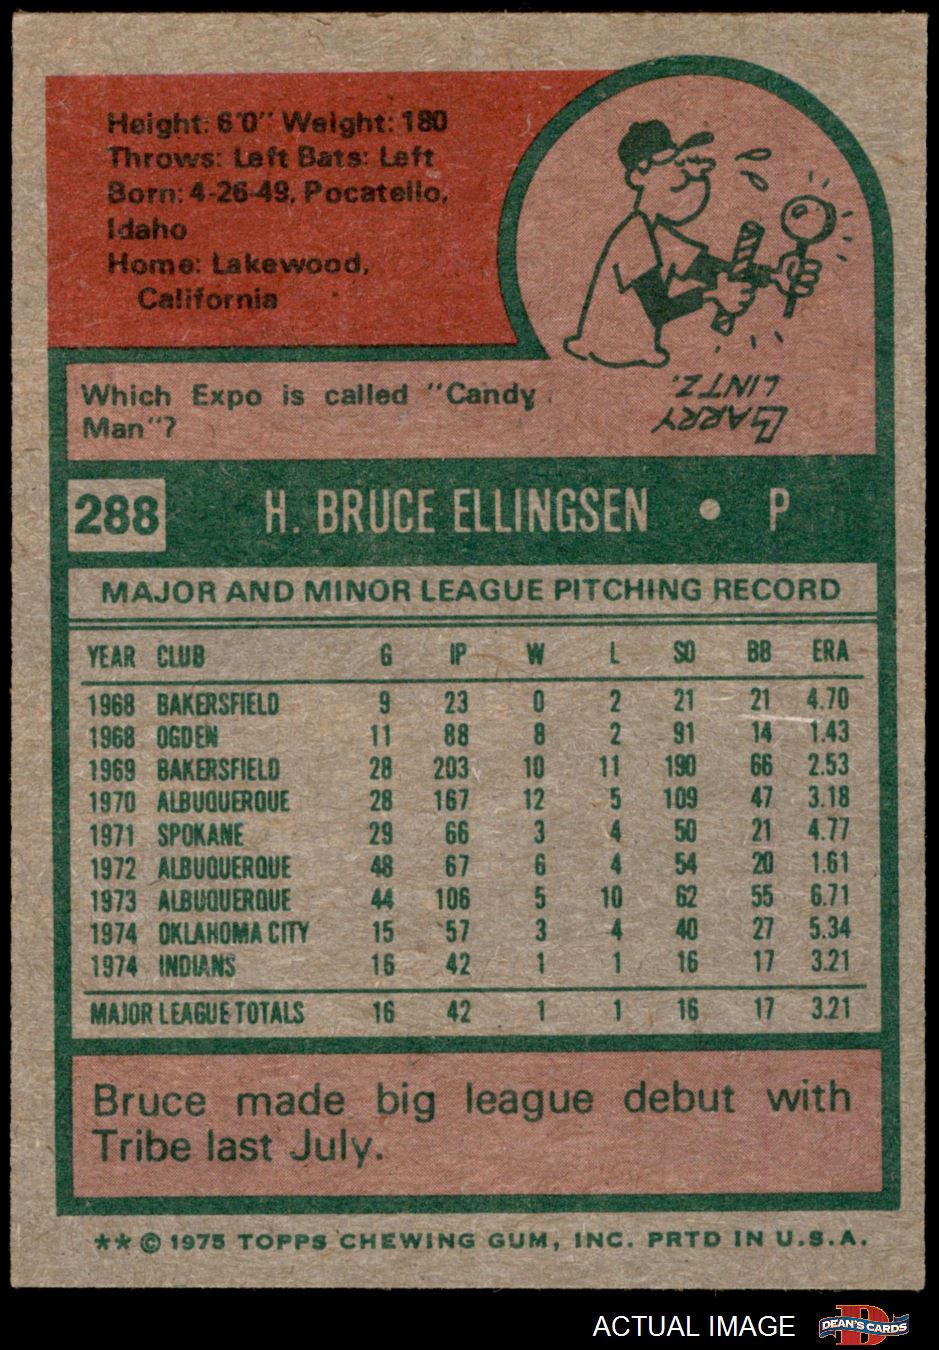 Height: 6'0" Weight: 180
Throws: Left Bats: Left
Born: 4-26-49, Pocatello,
Idaho
Home: Lakewood,
California
Which Expo is called "Candy
Man"?
LARRY
LINTZ.
288 H. BRUCE ELLINGSEN • P
MAJOR AND MINOR LEAGUE PITCHING RECORD
YEAR CLUB G IP W L SO BB ERA
1968 BAKERSFIELD 9 23 0 2 21 21 4.70
1968 OGDEN 11 88 8 2 91 14 1.43
1969 BAKERSFIELD 28 203 10 11 190 66 2.53
1970 ALBUQUERQUE 28 167 12 5 109 47 3.18
1971 SPOKANE 29 66 3 4 50 21 4.77
1972 ALBUQUERQUE 48 67 6 4 54 20 1.61
1973 ALBUQUERQUE 44 106 5 10 62 55 6.71
1974 OKLAHOMA CITY 15 57 3 4 40 27 5.34
1974 INDIANS 16 42 1 1 16 17 3.21
MAJOR LEAGUE TOTALS 16 42 1 1 16 17 3.21
Bruce made big league debut with
Tribe last July.
** © 1975 TOPPS CHEWING GUM, INC. PRTD IN U.S.A.
ACTUAL IMAGE D DEAN'S CARDS